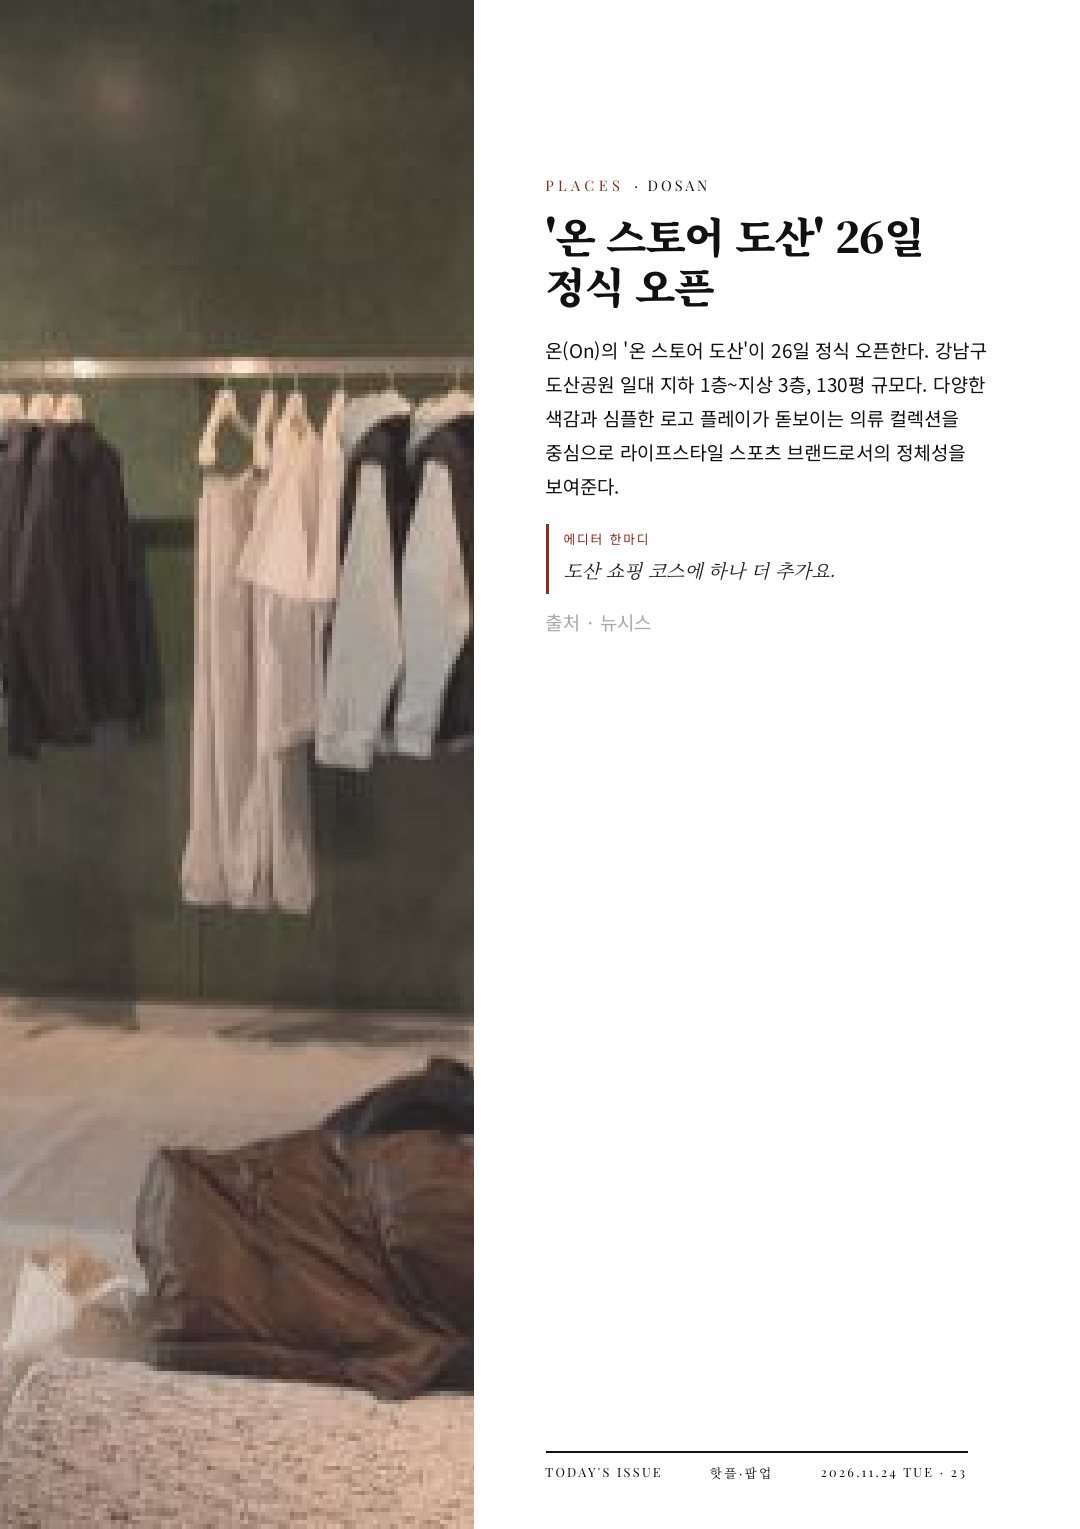 PLACES · DOSAN
'온 스토어 도산' 26일
정식 오픈
온(On)의 '온 스토어 도산'이 26일 정식 오픈한다. 강남구
도산공원 일대 지하 1층~지상 3층, 130평 규모다. 다양한
색감과 심플한 로고 플레이가 돋보이는 의류 컬렉션을
중심으로 라이프스타일 스포츠 브랜드로서의 정체성을
보여준다.
에디터 한마디
도산 쇼핑 코스에 하나 더 추가요.
출처 · 뉴시스
TODAY'S ISSUE 핫플·팝업 2026.11.24 TUE · 23